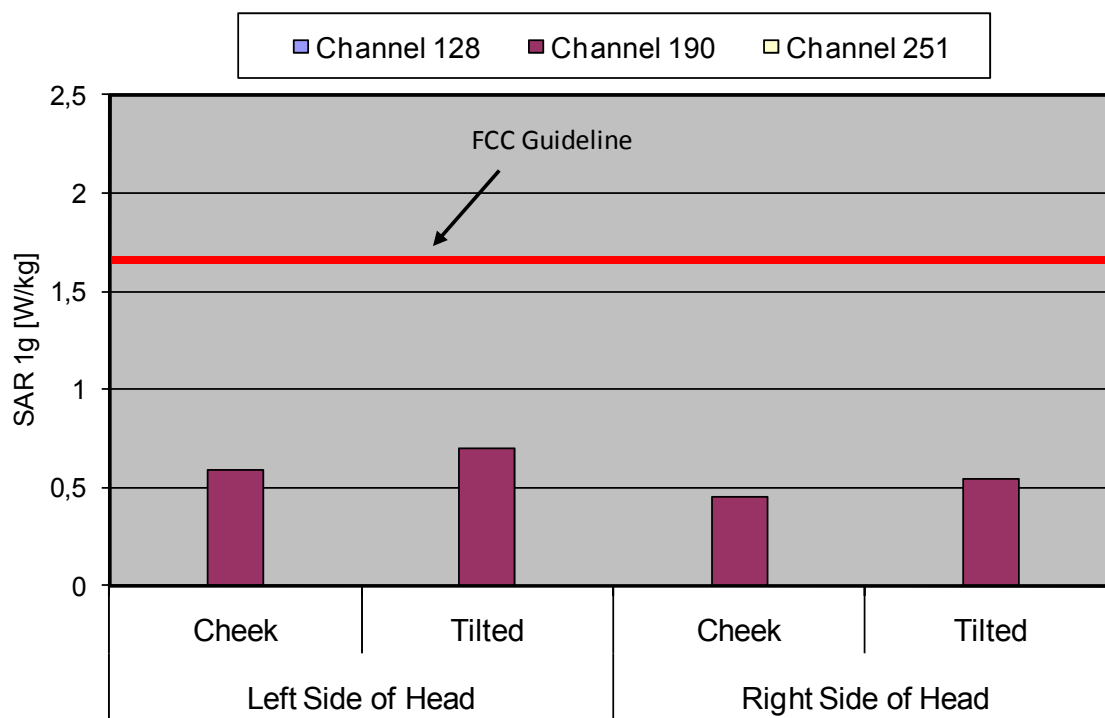 Channel 128 Channel 190 Channel 251
2,5
FCC Guideline
2
1,5
1
0,5
0
SAR 1g [W/kg]
Cheek Tilted Cheek Tilted
Left Side of Head Right Side of Head